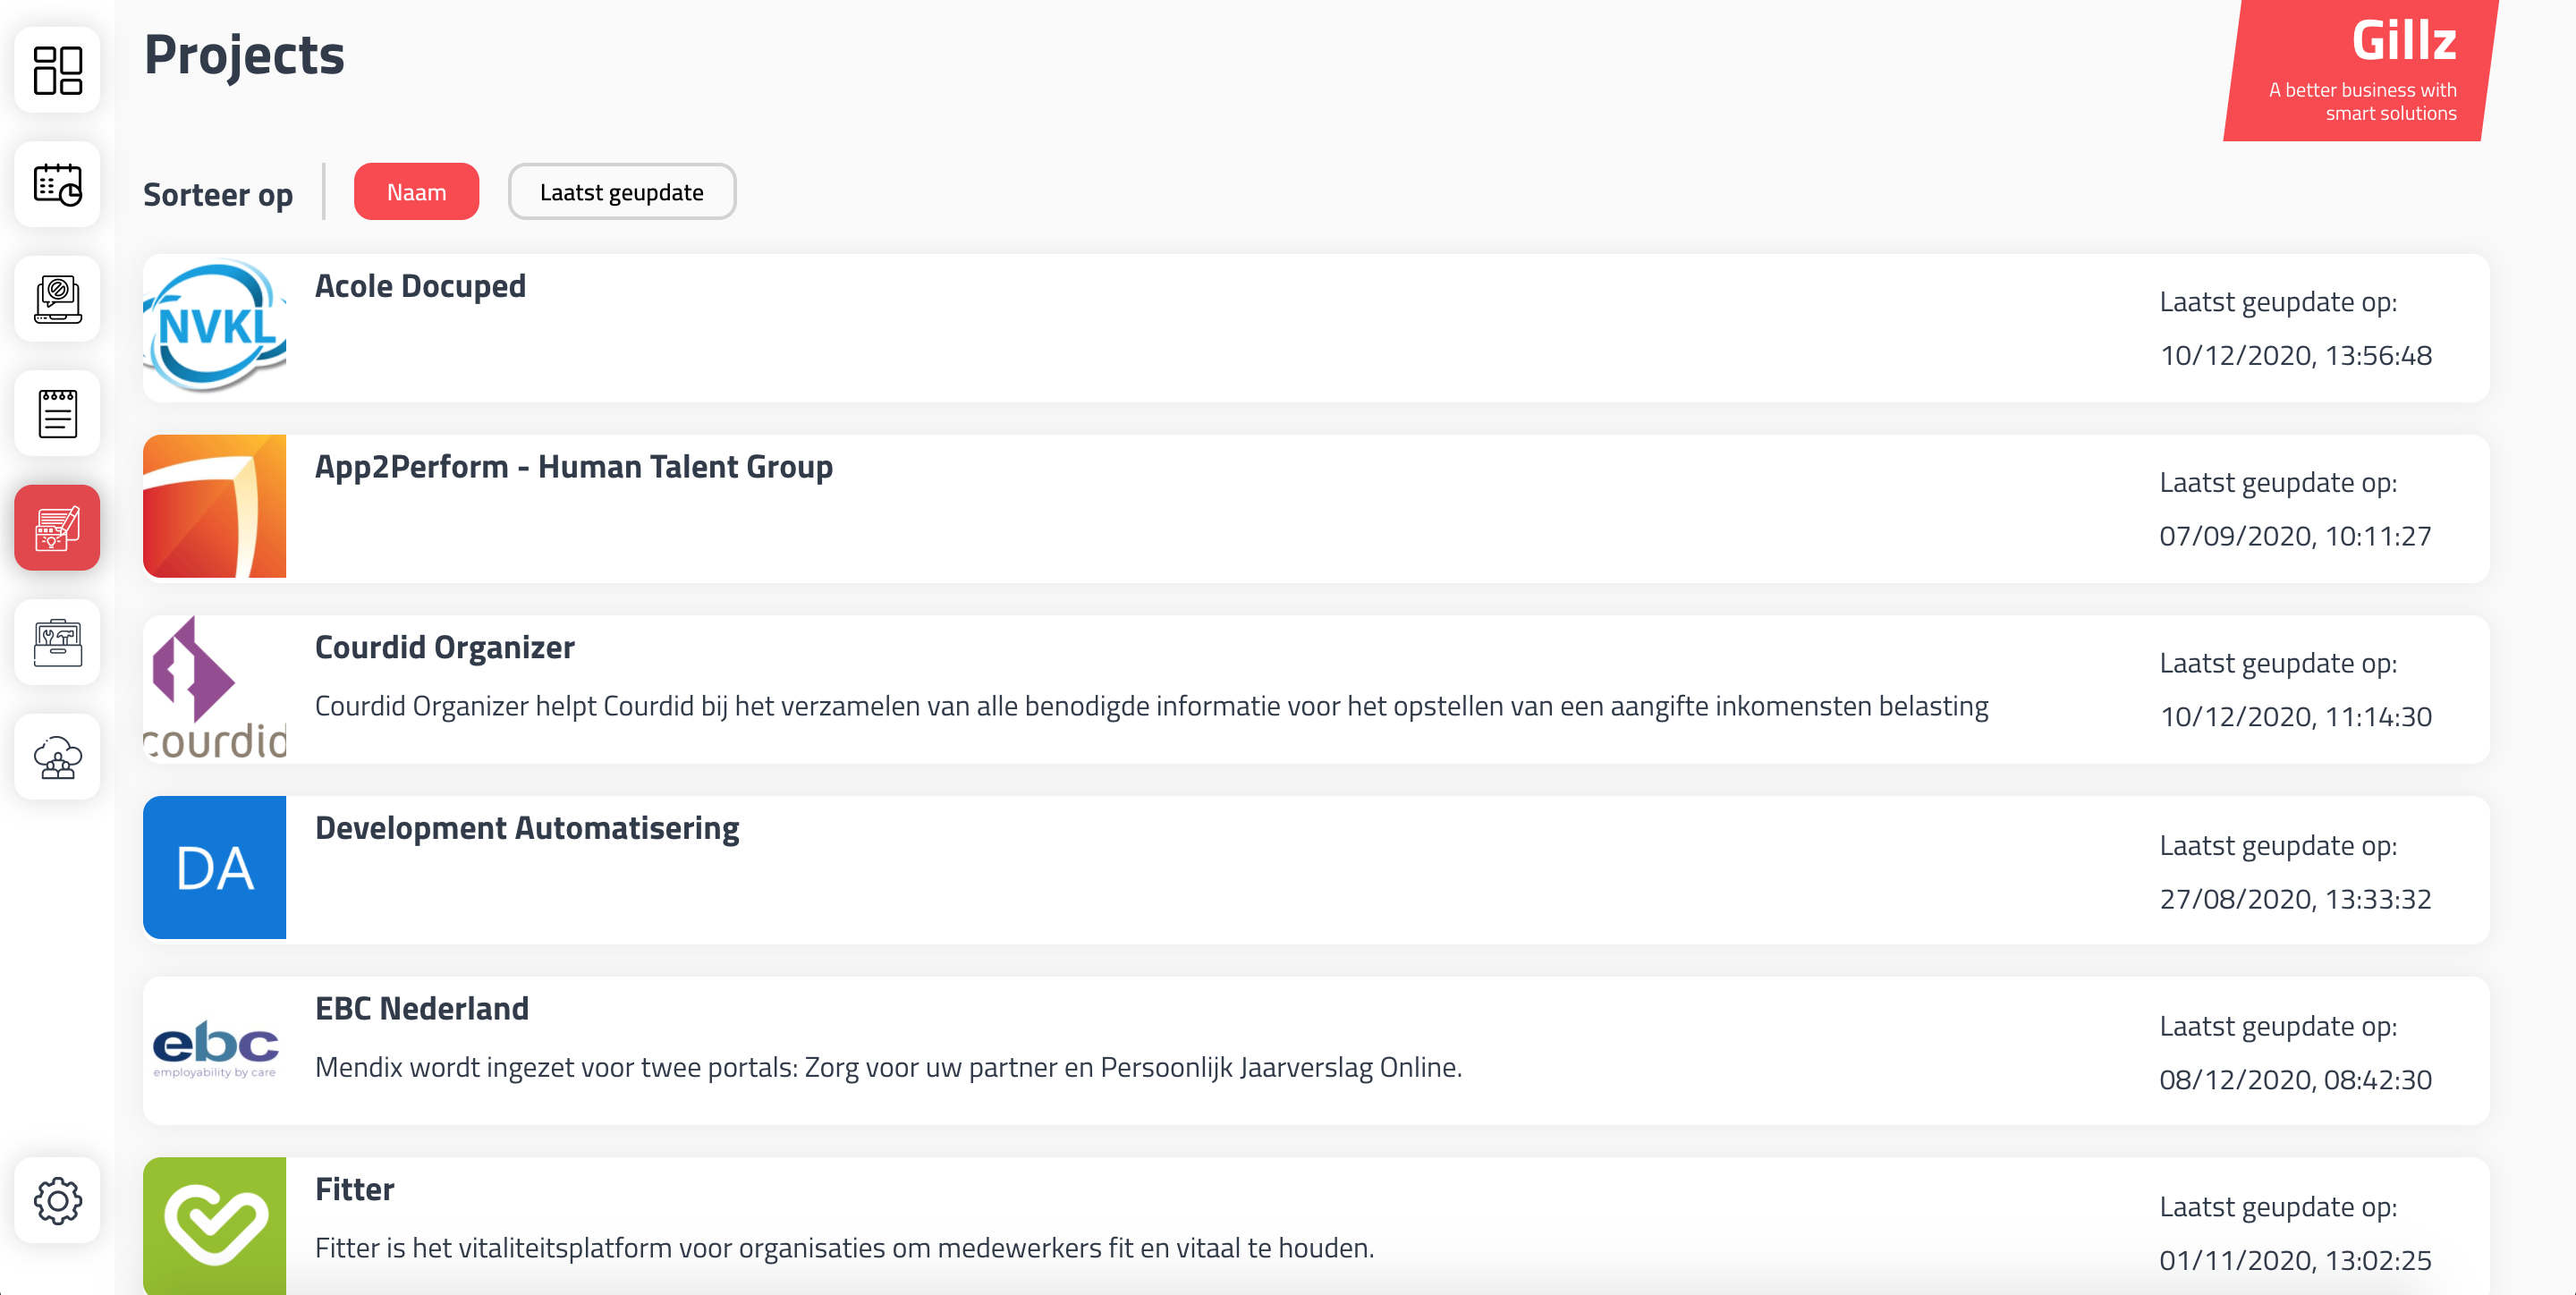 Projects
Gillz
A better business with
smart solutions
Sorteer op
Naam
Laatst geupdate
NVKL
Acole Docuped
Laatst geupdate op:
10/12/2020, 13:56:48
App2Perform - Human Talent Group
Laatst geupdate op:
07/09/2020, 10:11:27
courdid
Courdid Organizer
Courdid Organizer helpt Courdid bij het verzamelen van alle benodigde informatie voor het opstellen van een aangifte inkomensten belasting
Laatst geupdate op:
10/12/2020, 11:14:30
DA
Development Automatisering
Laatst geupdate op:
27/08/2020, 13:33:32
ebc
employability by care
EBC Nederland
Mendix wordt ingezet voor twee portals: Zorg voor uw partner en Persoonlijk Jaarverslag Online.
Laatst geupdate op:
08/12/2020, 08:42:30
Fitter
Fitter is het vitaliteitsplatform voor organisaties om medewerkers fit en vitaal te houden.
Laatst geupdate op:
01/11/2020, 13:02:25